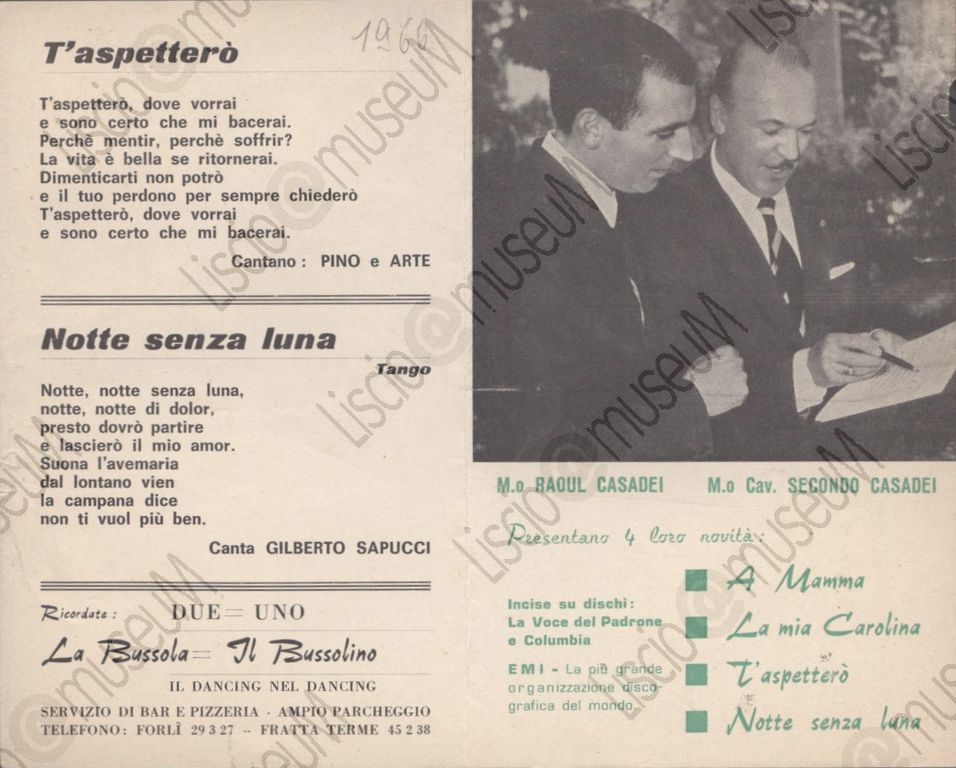 1966
T'aspetterò
T'aspetterò, dove vorrai
e sono certo che mi bacerai.
Perchè mentir, perchè soffrir?
La vita è bella se ritornerai.
Dimenticarti non potrò
e il tuo perdono per sempre chiederò
T'aspetterò, dove vorrai
e sono certo che mi bacerai.
Cantano : PINO e ARTE
Notte senza luna
Tango
Notte, notte senza luna,
notte, notte di dolor,
presto dovrò partire
e lascierò il mio amor.
Suona l'avemaria
dal lontano vien
la campana dice
non ti vuol più ben.
Canta GILBERTO SAPUCCI
Ricordate : DUE = UNO
La Bussola = Il Bussolino
IL DANCING NEL DANCING
SERVIZIO DI BAR E PIZZERIA - AMPIO PARCHEGGIO
TELEFONO: FORLÌ 29 3 27 -- FRATTA TERME 45 2 38
M.o RAOUL CASADEI M.o Cav. SECONDO CASADEI
Presentano 4 loro novità :
Incise su dischi :
La Voce del Padrone
e Columbia
EMI - La più grande
organizzazione disco-
grafica del mondo.
A Mamma
La mia Carolina
T'aspetterò
Notte senza luna
Liscio@museuM